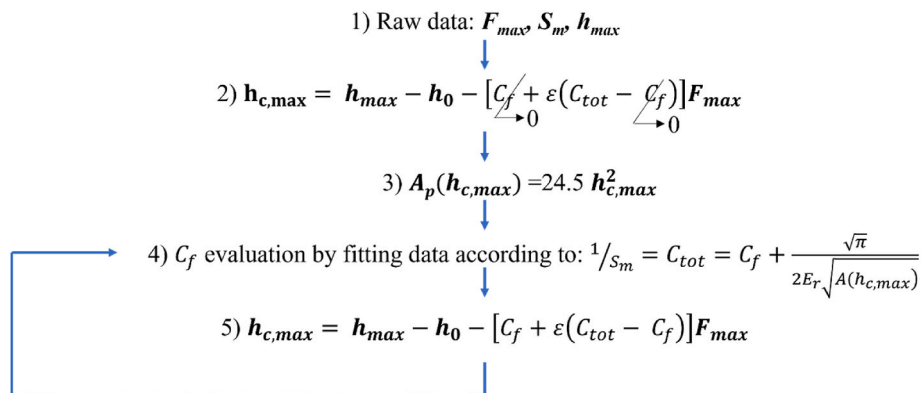 1) Raw data: F_max, S_m, h_max
2) h_c,max = h_max − h_0 − [C_f + ε(C_tot − C_f)]F_max
0 0
3) A_p(h_c,max) =24.5 h²_c,max
4) C_f evaluation by fitting data according to: 1/S_m = C_tot = C_f + √π / 2E_r√A(h_c,max)
5) h_c,max = h_max − h_0 − [C_f + ε(C_tot − C_f)]F_max